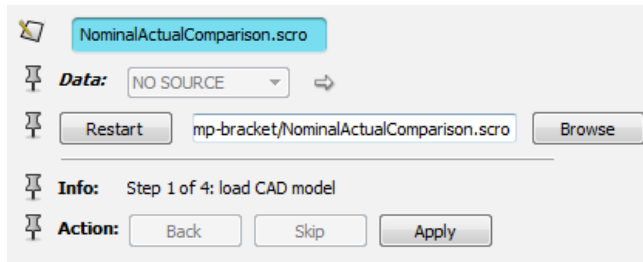 NominalActualComparison.scro
Data: NO SOURCE
Restart mp-bracket/NominalActualComparison.scro Browse
Info: Step 1 of 4: load CAD model
Action: Back Skip Apply